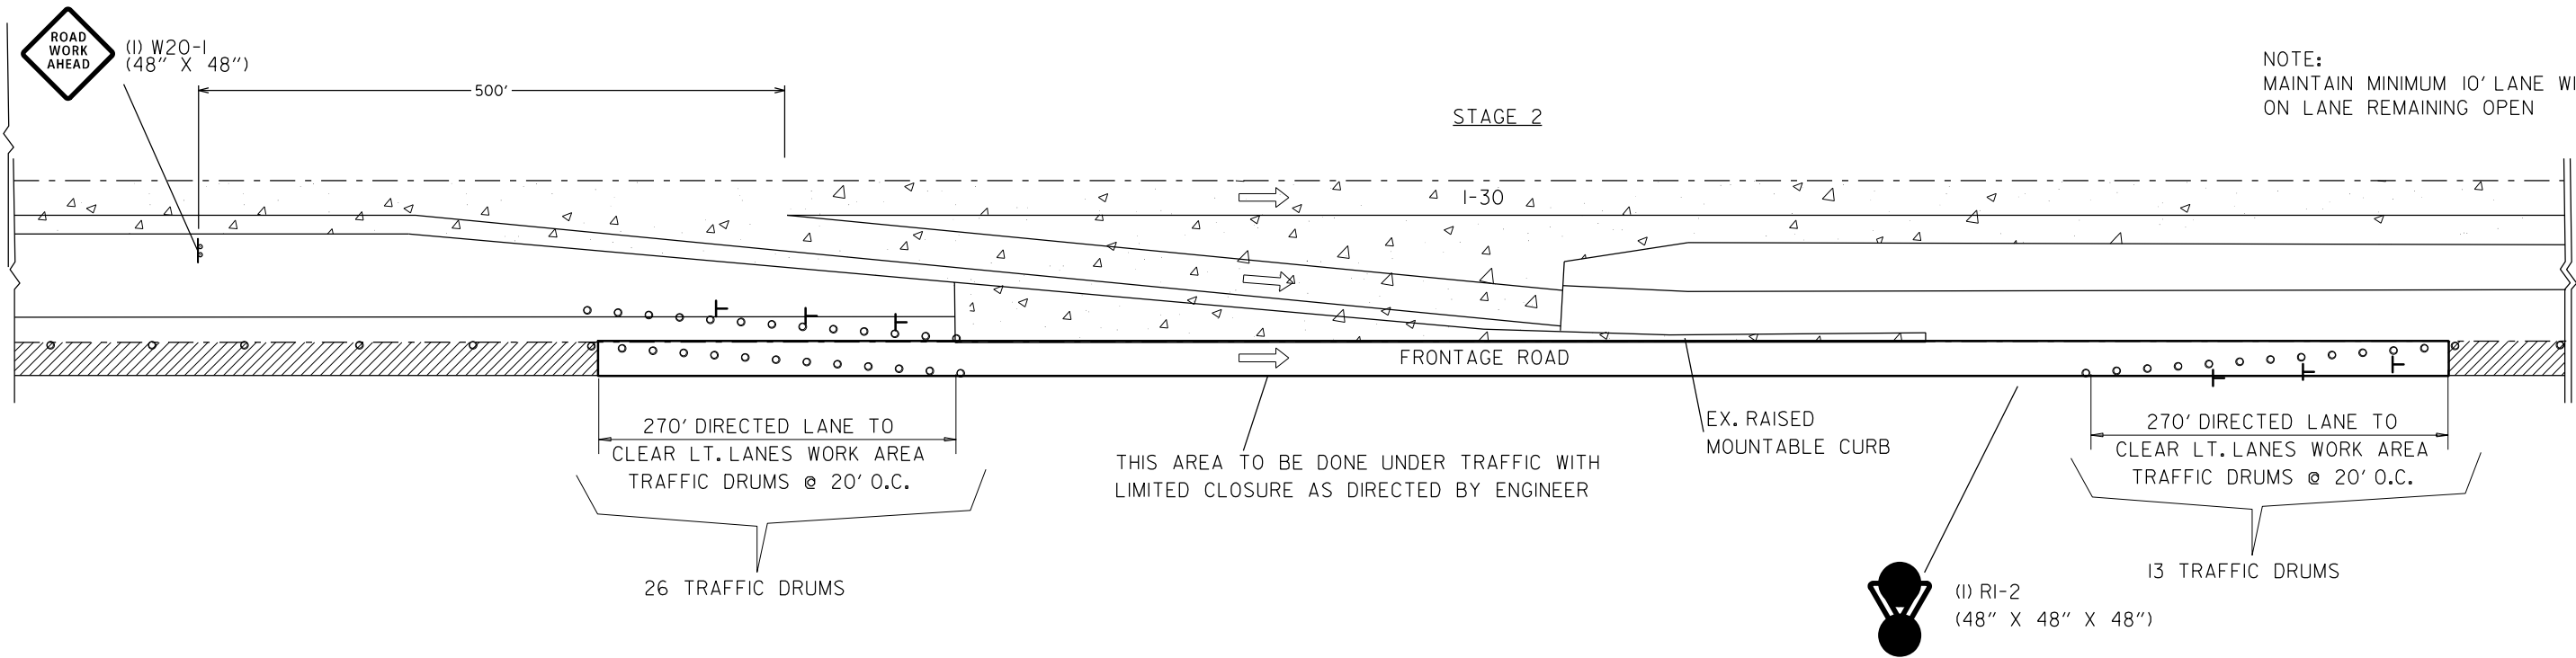 ROAD
WORK
AHEAD
(1) W20-1
(48" X 48")
500'
STAGE 2
NOTE:
MAINTAIN MINIMUM 10' LANE WI
ON LANE REMAINING OPEN
I-30
FRONTAGE ROAD
270' DIRECTED LANE TO
CLEAR LT. LANES WORK AREA
TRAFFIC DRUMS @ 20' O.C.
26 TRAFFIC DRUMS
THIS AREA TO BE DONE UNDER TRAFFIC WITH
LIMITED CLOSURE AS DIRECTED BY ENGINEER
EX. RAISED
MOUNTABLE CURB
270' DIRECTED LANE TO
CLEAR LT. LANES WORK AREA
TRAFFIC DRUMS @ 20' O.C.
13 TRAFFIC DRUMS
(1) R1-2
(48" X 48" X 48")